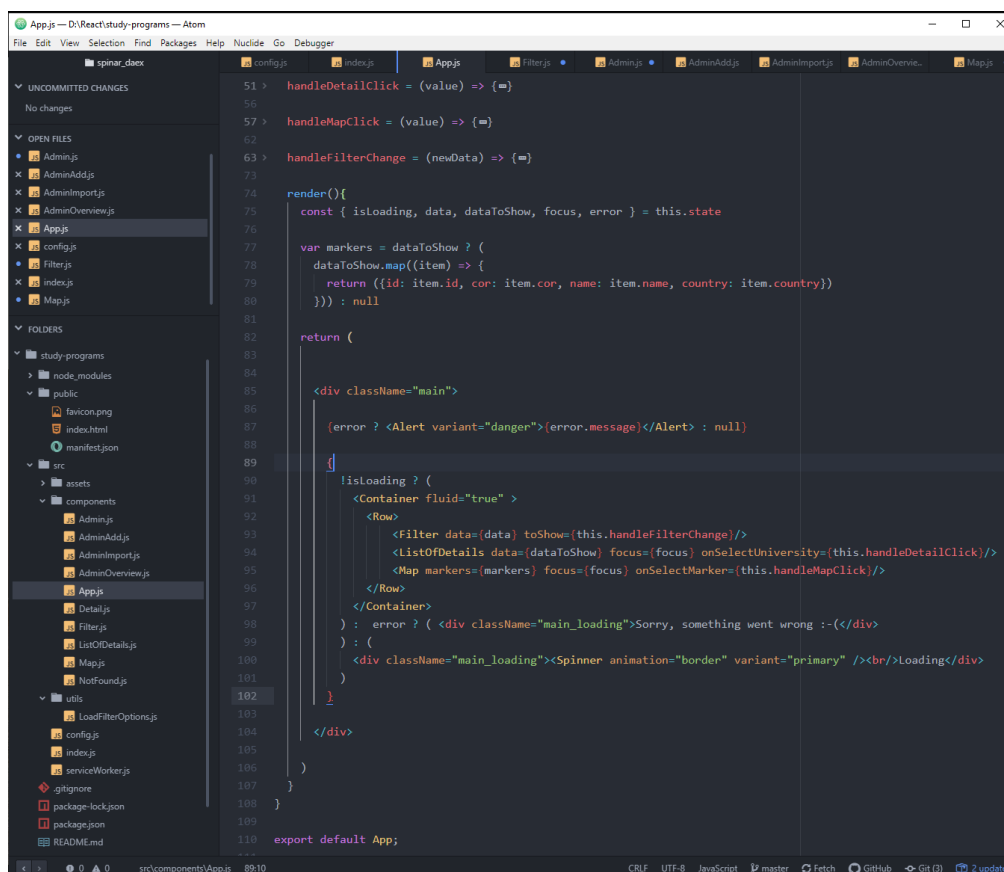 App.js — D:\React\study-programs — Atom
File Edit View Selection Find Packages Help Nuclide Go Debugger
spinar_daex
UNCOMMITTED CHANGES
No changes
OPEN FILES
Admin.js
AdminAdd.js
AdminImport.js
AdminOverview.js
App.js
config.js
Filter.js
index.js
Map.js
FOLDERS
study-programs
node_modules
public
favicon.png
index.html
manifest.json
src
assets
components
Admin.js
AdminAdd.js
AdminImport.js
AdminOverview.js
App.js
Detail.js
Filter.js
ListOfDetails.js
Map.js
NotFound.js
utils
LoadFilterOptions.js
config.js
index.js
serviceWorker.js
.gitignore
package-lock.json
package.json
README.md
config.js index.js App.js Filter.js Admin.js AdminAdd.js AdminImport.js AdminOvervie.. Map.js
51 > handleDetailClick = (value) => {…}
56
57 > handleMapClick = (value) => {…}
62
63 > handleFilterChange = (newData) => {…}
73
74 render(){
75 const { isLoading, data, dataToShow, focus, error } = this.state
76
77 var markers = dataToShow ? (
78 dataToShow.map((item) => {
79 return ({id: item.id, cor: item.cor, name: item.name, country: item.country})
80 })) : null
81
82 return (
83
84
85 <div className="main">
86
87 {error ? <Alert variant="danger">{error.message}</Alert> : null}
88
89 {
90 !isLoading ? (
91 <Container fluid="true" >
92 <Row>
93 <Filter data={data} toShow={this.handleFilterChange}/>
94 <ListOfDetails data={dataToShow} focus={focus} onSelectUniversity={this.handleDetailClick}/>
95 <Map markers={markers} focus={focus} onSelectMarker={this.handleMapClick}/>
96 </Row>
97 </Container>
98 ) : error ? ( <div className="main_loading">Sorry, something went wrong :-(</div>
99 ) : (
100 <div className="main_loading"><Spinner animation="border" variant="primary" /><br/>Loading</div>
101 )
102 }
103
104 </div>
105
106 )
107 }
108 }
109
110 export default App;
0 0 src\components\App.js 89:10 CRLF UTF-8 JavaScript master Fetch GitHub Git (3) 2 updat